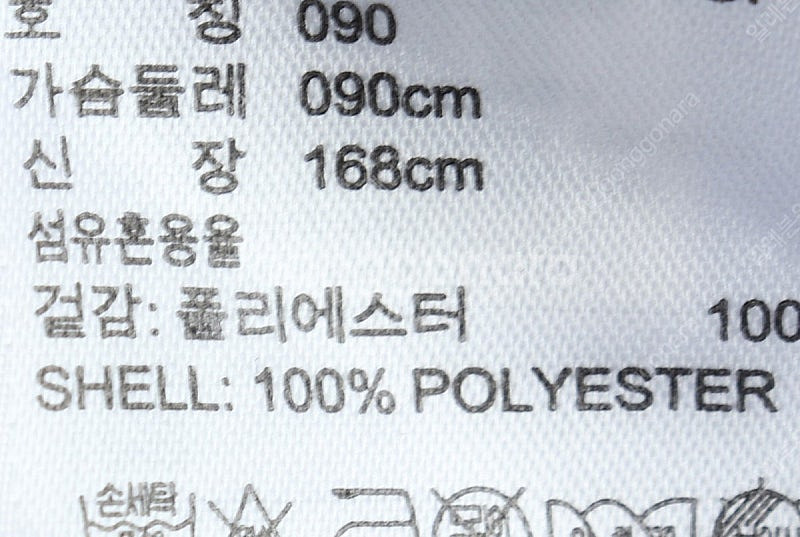 호 칭 090
가슴둘레 090cm
신 장 168cm
섬유혼용율
겉감: 폴리에스터 100
SHELL: 100% POLYESTER
손세탁